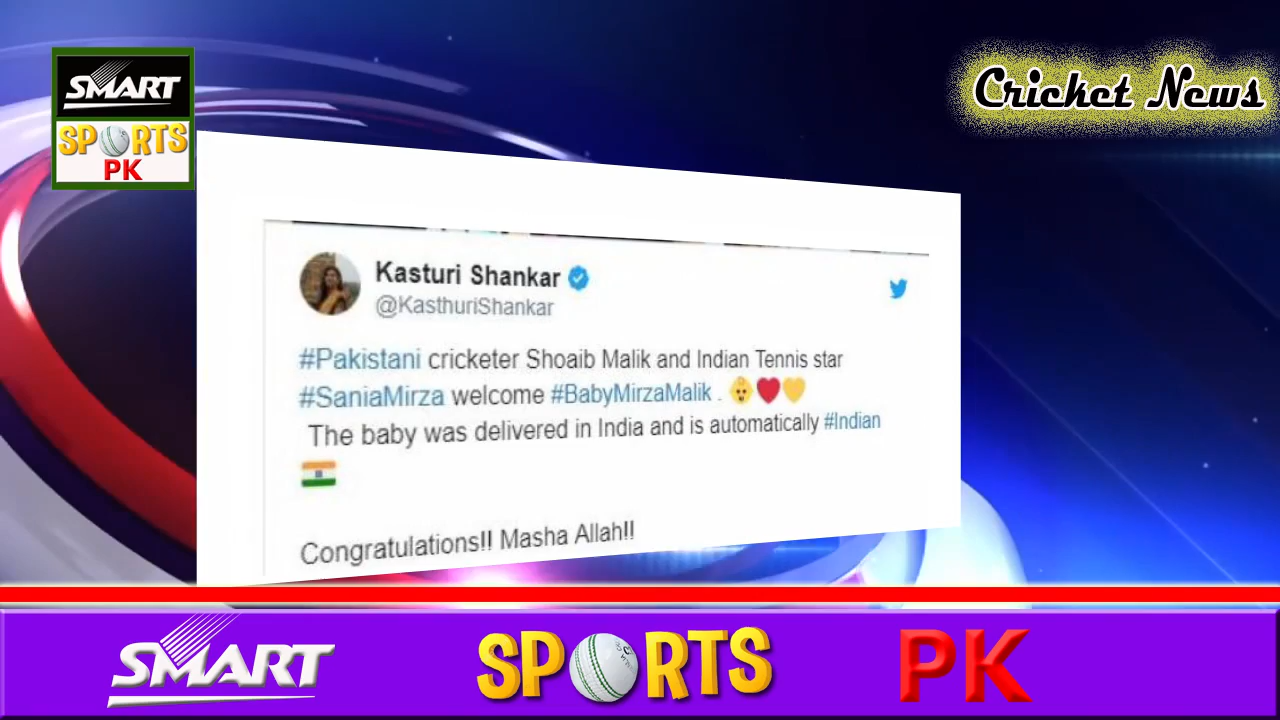 SMART
SPORTS
PK
Cricket News
Kasturi Shankar
@KasthuriShankar
#Pakistani cricketer Shoaib Malik and Indian Tennis star
#SaniaMirza welcome #BabyMirzaMalik . 👶❤️💛
The baby was delivered in India and is automatically #Indian
🇮🇳
Congratulations!! Masha Allah!!
SMART SPORTS PK